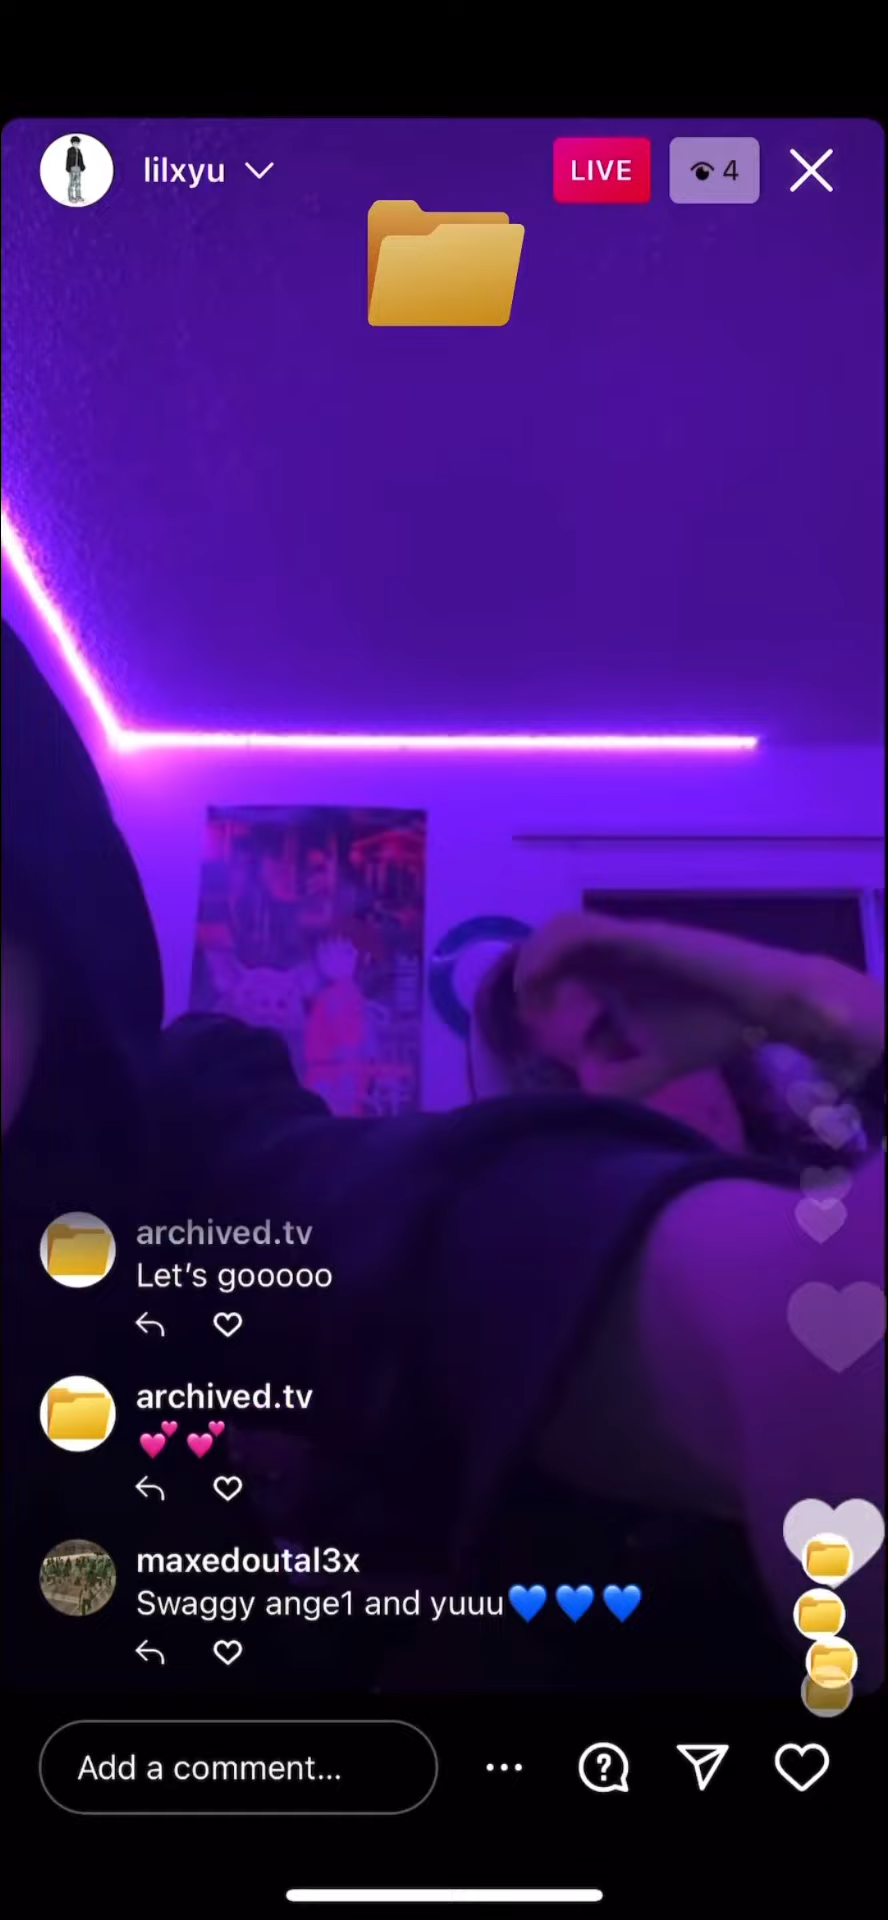 lilxyu
LIVE
4
archived.tv
Let’s gooooo
archived.tv
💕 💕
maxedoutal3x
Swaggy ange1 and yuuu💙 💙 💙
Add a comment...